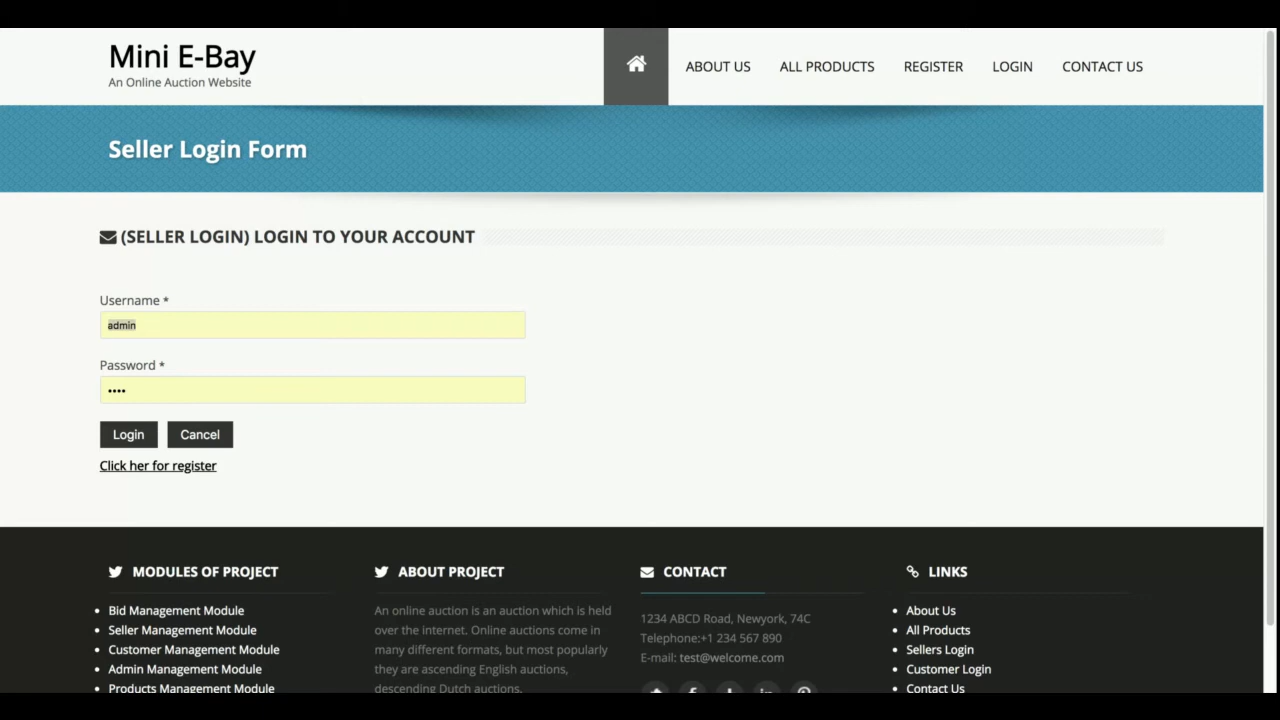 Mini E-Bay
An Online Auction Website
ABOUT US
ALL PRODUCTS
REGISTER
LOGIN
CONTACT US
Seller Login Form
(SELLER LOGIN) LOGIN TO YOUR ACCOUNT
Username *
admin
Password *
••••
Login
Cancel
Click her for register
MODULES OF PROJECT
Bid Management Module
Seller Management Module
Customer Management Module
Admin Management Module
Products Management Module
ABOUT PROJECT
An online auction is an auction which is held
over the internet. Online auctions come in
many different formats, but most popularly
they are ascending English auctions,
descending Dutch auctions.
CONTACT
1234 ABCD Road, Newyork, 74C
Telephone:+1 234 567 890
E-mail: test@welcome.com
LINKS
About Us
All Products
Sellers Login
Customer Login
Contact Us